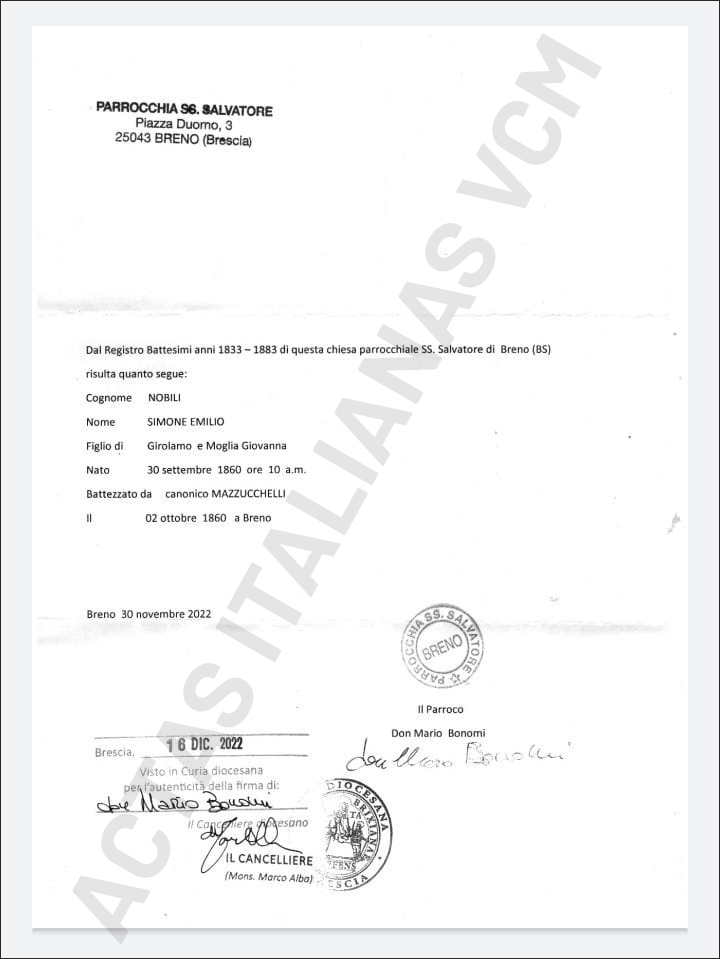 PARROCCHIA SS. SALVATORE
Piazza Duomo, 3
25043 BRENO (Brescia)
Dal Registro Battesimi anni 1833 – 1883 di questa chiesa parrocchiale SS. Salvatore di Breno (BS)
risulta quanto segue:
Cognome NOBILI
Nome SIMONE EMILIO
Figlio di Girolamo e Moglia Giovanna
Nato 30 settembre 1860 ore 10 a.m.
Battezzato da canonico MAZZUCCHELLI
Il 02 ottobre 1860 a Breno
Breno 30 novembre 2022
PARROCCHIA SS. SALVATORE
BRENO
Il Parroco
Don Mario Bonomi
don Mario Bonomi
Brescia, 16 DIC. 2022
Visto in Curia diocesana
per l'autenticità della firma di:
don Mario Bonomi
Il Cancelliere diocesano
IL CANCELLIERE
(Mons. Marco Alba)
DIOCESANA
BRIXIANAE
BRESCIA
ACTAS ITALIANAS VCM